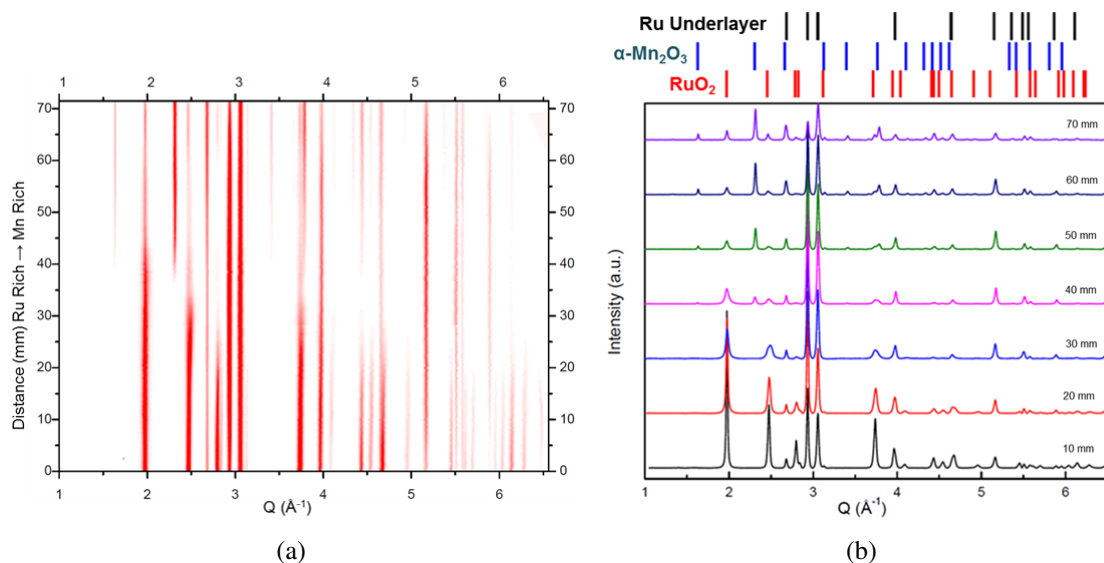 1 2 3 4 5 6
70
60
50
40
30
20
10
0
70
60
50
40
30
20
10
0
Distance (mm) Ru Rich → Mn Rich
1 2 3 4 5 6
Q (Å⁻¹)
(a)
Ru Underlayer
α-Mn₂O₃
RuO₂
70 mm
60 mm
50 mm
40 mm
30 mm
20 mm
10 mm
Intensity (a.u.)
1 2 3 4 5 6
Q (Å⁻¹)
(b)